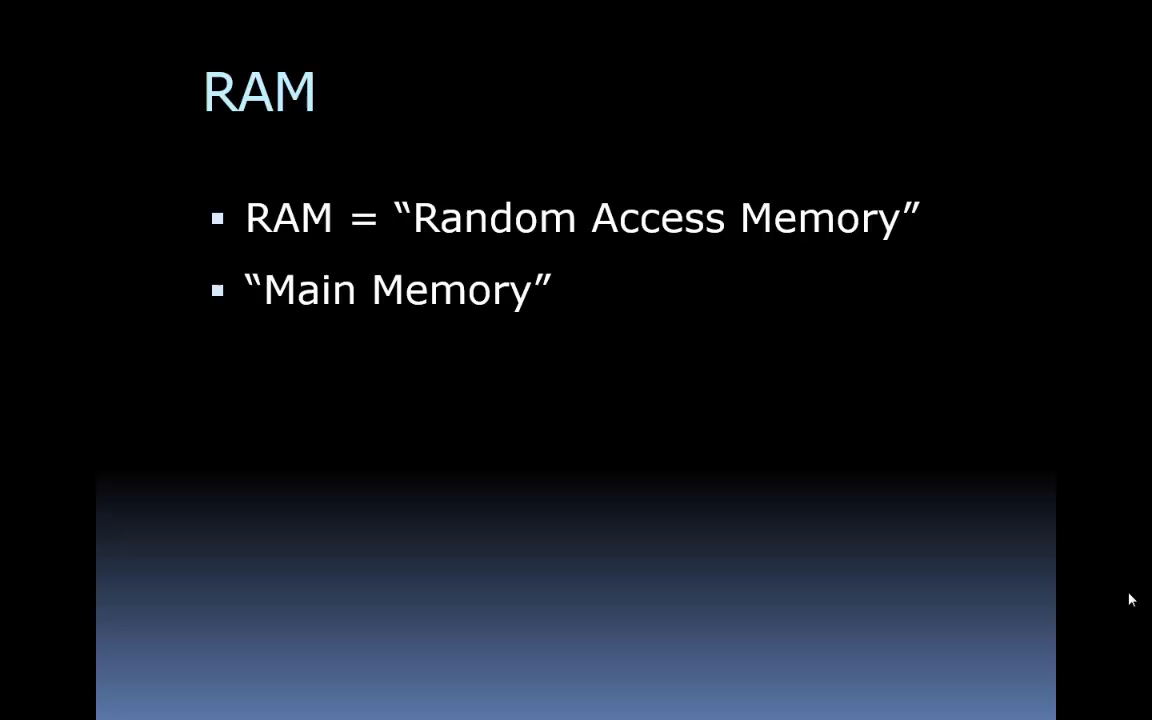 RAM
RAM = “Random Access Memory”
“Main Memory”